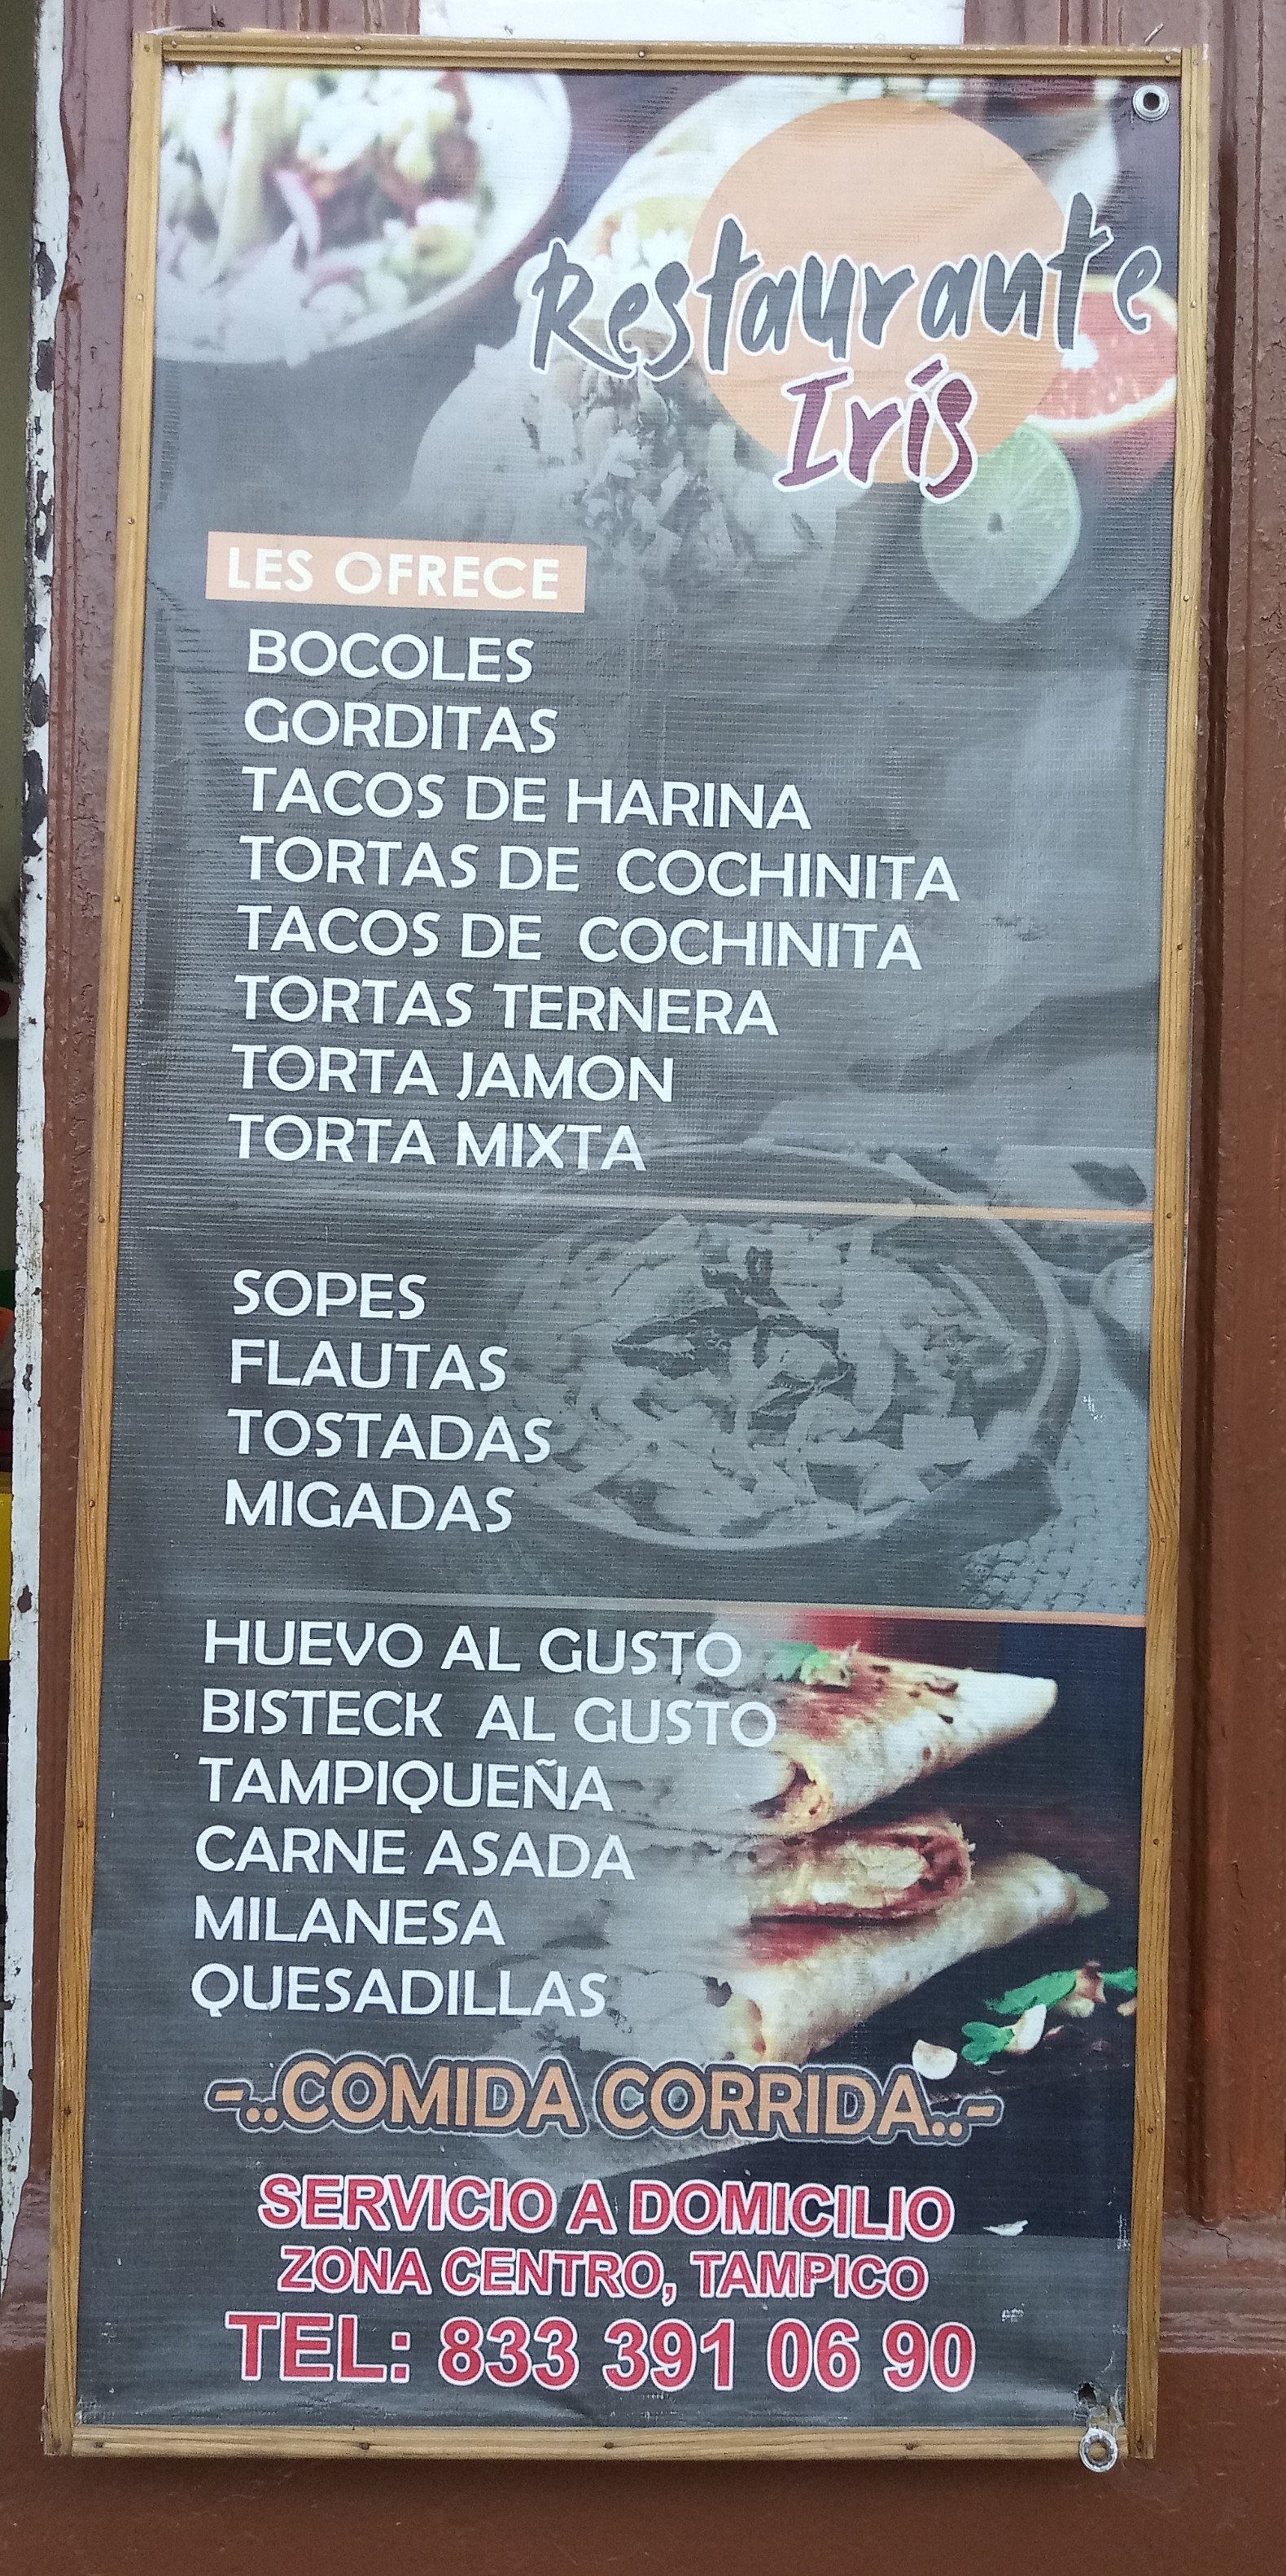 Restaurante
Irís
LES OFRECE
BOCOLES
GORDITAS
TACOS DE HARINA
TORTAS DE COCHINITA
TACOS DE COCHINITA
TORTAS TERNERA
TORTA JAMON
TORTA MIXTA
SOPES
FLAUTAS
TOSTADAS
MIGADAS
HUEVO AL GUSTO
BISTECK AL GUSTO
TAMPIQUEÑA
CARNE ASADA
MILANESA
QUESADILLAS
-..COMIDA CORRIDA..-
SERVICIO A DOMICILIO
ZONA CENTRO, TAMPICO
TEL: 833 391 06 90